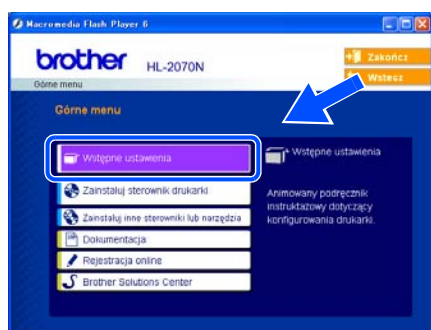 Macromedia Flash Player 6
brother HL-2070N
Zakończ
Wstecz
Górne menu
Górne menu
Wstępne ustawienia
Zainstaluj sterownik drukarki
Zainstaluj inne sterowniki lub narzędzia
Dokumentacja
Rejestracja online
Brother Solutions Center
Wstępne ustawienia
Animowany podręcznik
instruktażowy dotyczący
konfigurowania drukarki.